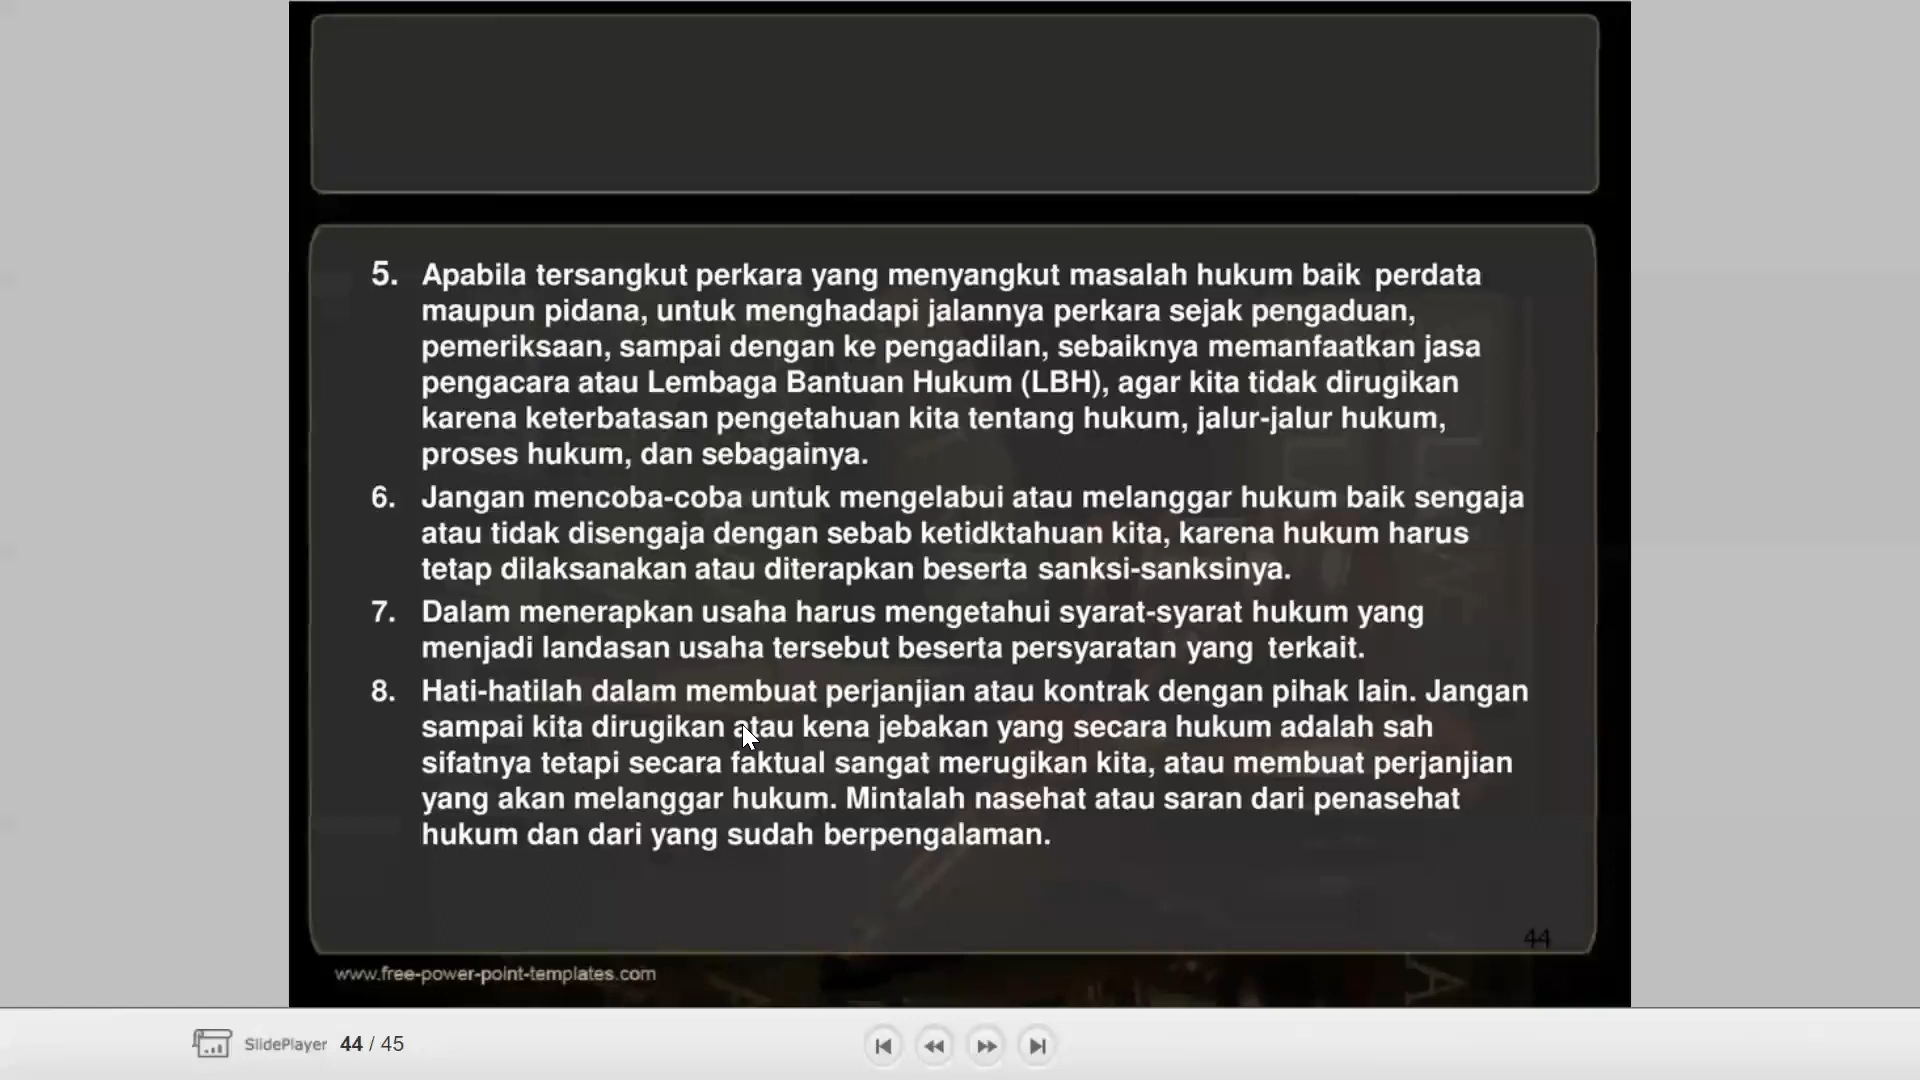 5. Apabila tersangkut perkara yang menyangkut masalah hukum baik perdata
maupun pidana, untuk menghadapi jalannya perkara sejak pengaduan,
pemeriksaan, sampai dengan ke pengadilan, sebaiknya memanfaatkan jasa
pengacara atau Lembaga Bantuan Hukum (LBH), agar kita tidak dirugikan
karena keterbatasan pengetahuan kita tentang hukum, jalur-jalur hukum,
proses hukum, dan sebagainya.
6. Jangan mencoba-coba untuk mengelabui atau melanggar hukum baik sengaja
atau tidak disengaja dengan sebab ketidktahuan kita, karena hukum harus
tetap dilaksanakan atau diterapkan beserta sanksi-sanksinya.
7. Dalam menerapkan usaha harus mengetahui syarat-syarat hukum yang
menjadi landasan usaha tersebut beserta persyaratan yang terkait.
8. Hati-hatilah dalam membuat perjanjian atau kontrak dengan pihak lain. Jangan
sampai kita dirugikan atau kena jebakan yang secara hukum adalah sah
sifatnya tetapi secara faktual sangat merugikan kita, atau membuat perjanjian
yang akan melanggar hukum. Mintalah nasehat atau saran dari penasehat
hukum dan dari yang sudah berpengalaman.
44
www.free-power-point-templates.com
SlidePlayer 44 / 45